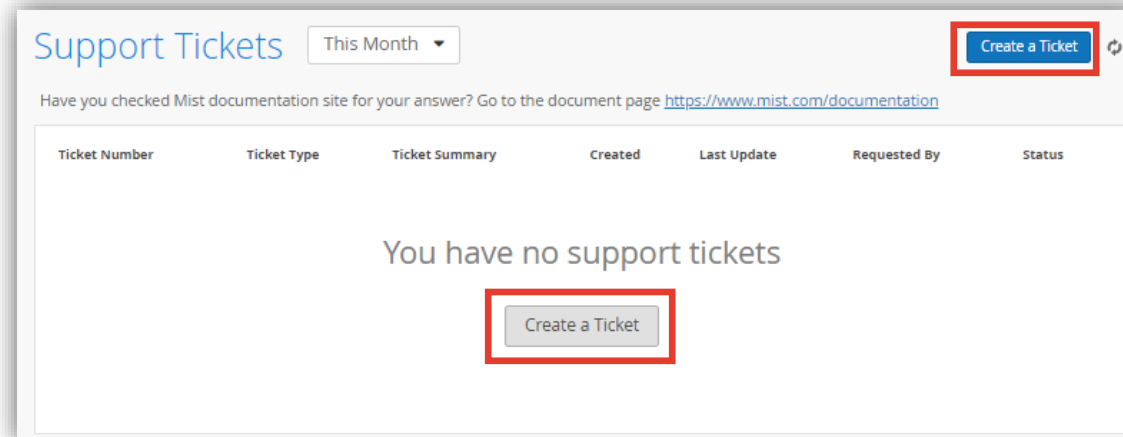 Support Tickets This Month Create a Ticket
Have you checked Mist documentation site for your answer? Go to the document page https://www.mist.com/documentation
Ticket Number Ticket Type Ticket Summary Created Last Update Requested By Status
You have no support tickets
Create a Ticket